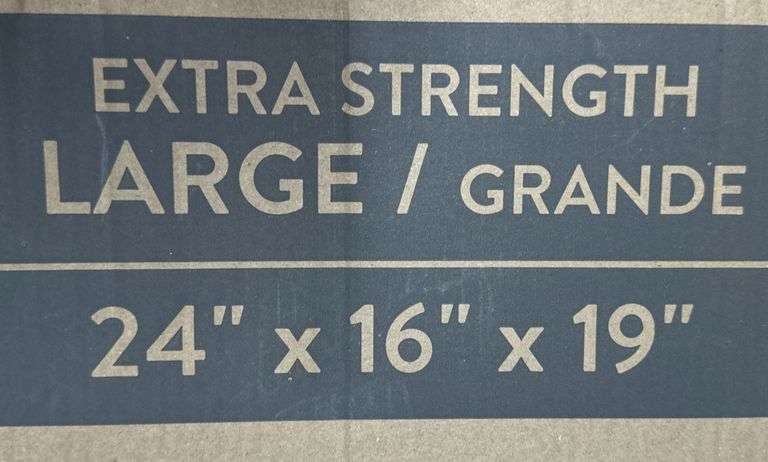 EXTRA STRENGTH
LARGE / GRANDE
24" x 16" x 19"